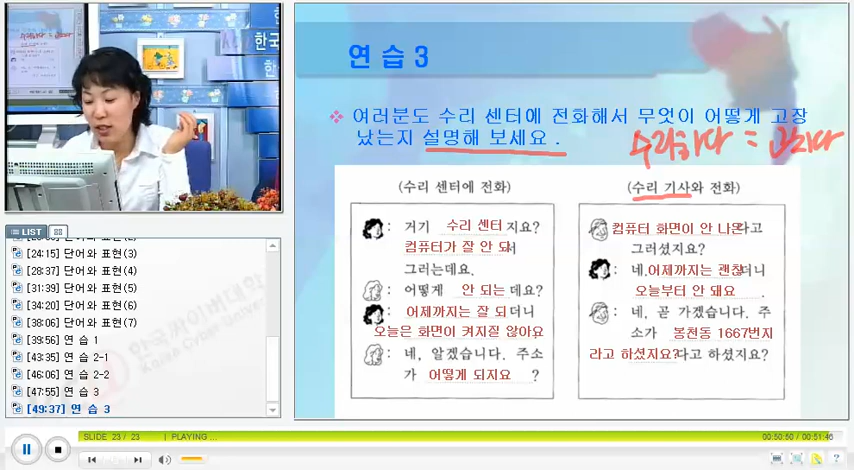 연 습 3
여러분도 수리 센터에 전화해서 무엇이 어떻게 고장
났는지 설명해 보세요 .
수리하다 = 고치다
(수리 센터에 전화)
거기 수리 센터 지요?
컴퓨터가 잘 안 되서
그러는데요.
어떻게 안 되는 데요?
어제까지는 잘 되 더니
오늘은 화면이 켜지질 않아요
네, 알겠습니다. 주소
가 어떻게 되지요 ?
(수리 기사와 전화)
컴퓨터 화면이 안 나온다고
그러셨지요?
네. 어제까지는 괜찮더니
오늘부터 안 돼요 .
네, 곧 가겠습니다. 주
소가 봉천동 1667번지
라고 하셨지요?다고 하셨지요?
LIST
[24:15] 단어와 표현(3)
[28:37] 단어와 표현(4)
[31:39] 단어와 표현(5)
[34:20] 단어와 표현(6)
[38:06] 단어와 표현(7)
[39:56] 연 습 1
[43:35] 연 습 2-1
[46:06] 연 습 2-2
[47:55] 연 습 3
[49:37] 연 습 3
SLIDE 23 / 23 | PLAYING ...
00:50:50 / 00:51:46